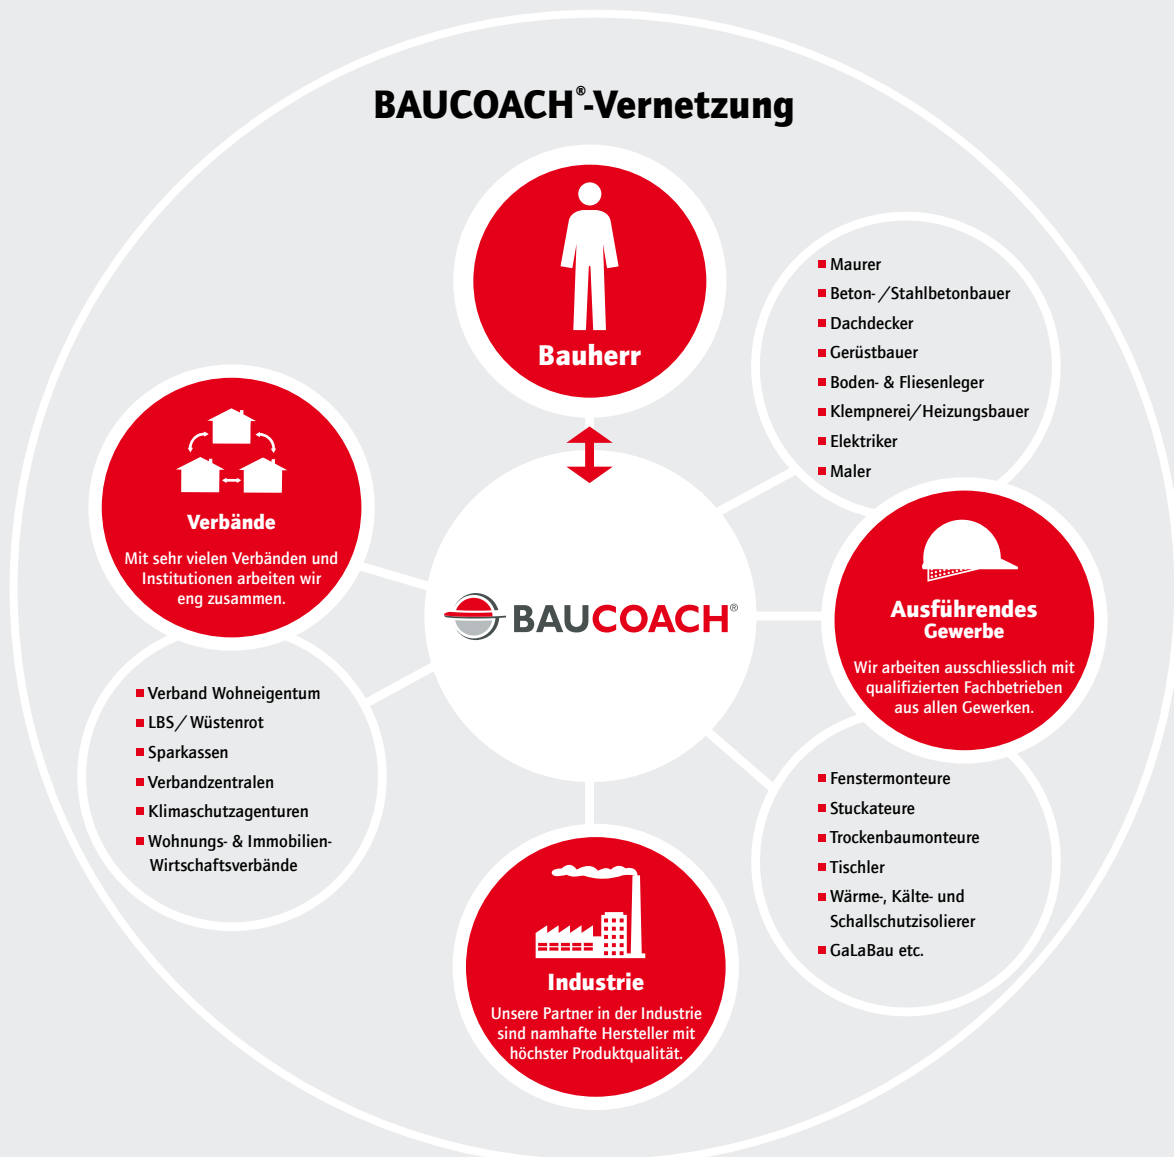 BAUCOACH®-Vernetzung
Bauherr
Maurer
Beton-/Stahlbetonbauer
Dachdecker
Gerüstbauer
Boden- & Fliesenleger
Klempnerei/Heizungsbauer
Elektriker
Maler
Verbände
Mit sehr vielen Verbänden und
Institutionen arbeiten wir
eng zusammen.
BAUCOACH®
Ausführendes
Gewerbe
Wir arbeiten ausschliesslich mit
qualifizierten Fachbetrieben
aus allen Gewerken.
Verband Wohneigentum
LBS/Wüstenrot
Sparkassen
Verbandzentralen
Klimaschutzagenturen
Wohnungs- & Immobilien-
Wirtschaftsverbände
Fenstermonteure
Stuckateure
Trockenbaumonteure
Tischler
Wärme-, Kälte- und
Schallschutzisolierer
GaLaBau etc.
Industrie
Unsere Partner in der Industrie
sind namhafte Hersteller mit
höchster Produktqualität.